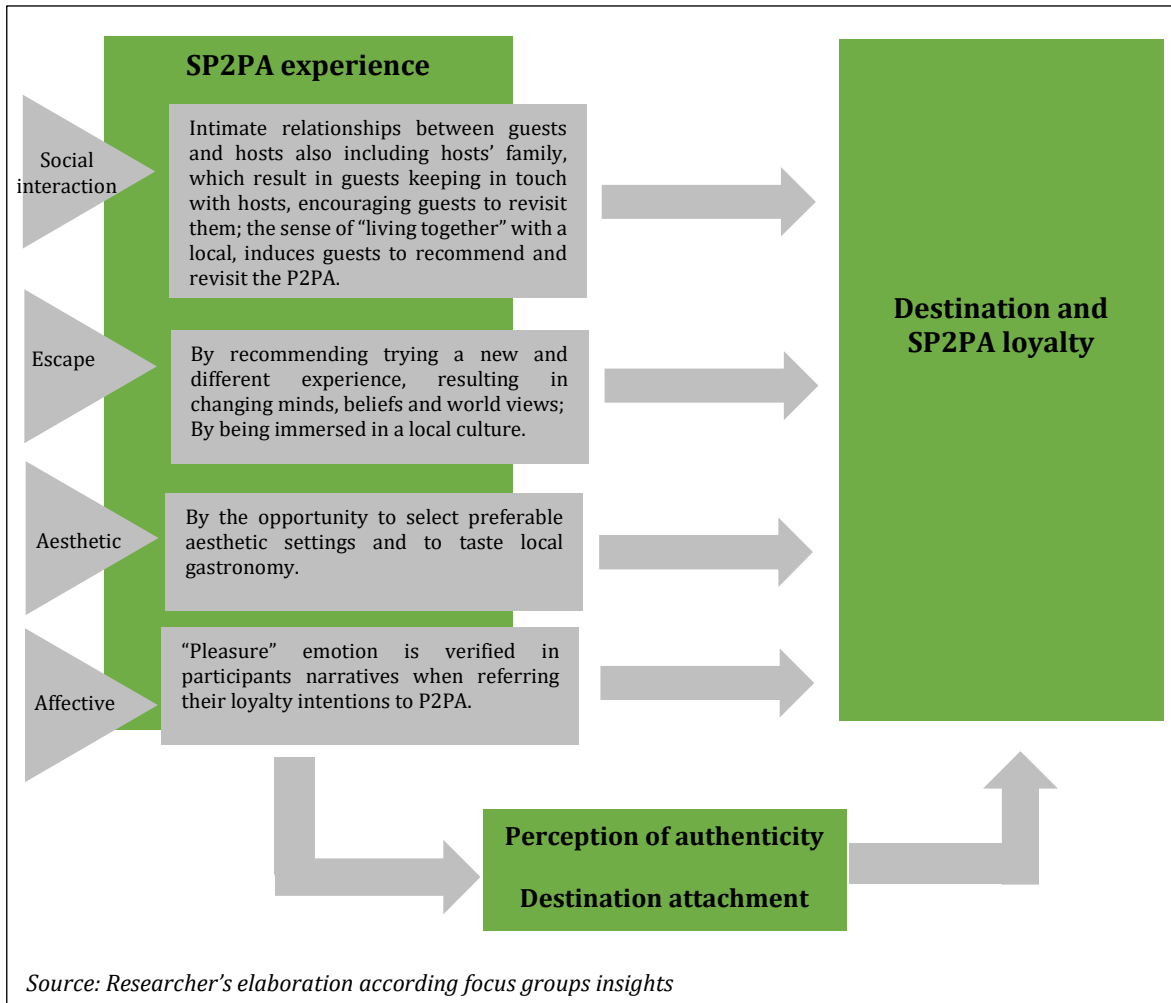 SP2PA experience
Social
interaction
Intimate relationships between guests
and hosts also including hosts’ family,
which result in guests keeping in touch
with hosts, encouraging guests to revisit
them; the sense of “living together” with a
local, induces guests to recommend and
revisit the P2PA.
Escape
By recommending trying a new and
different experience, resulting in
changing minds, beliefs and world views;
By being immersed in a local culture.
Aesthetic
By the opportunity to select preferable
aesthetic settings and to taste local
gastronomy.
Affective
“Pleasure” emotion is verified in
participants narratives when referring
their loyalty intentions to P2PA.
Destination and
SP2PA loyalty
Perception of authenticity
Destination attachment
Source: Researcher’s elaboration according focus groups insights